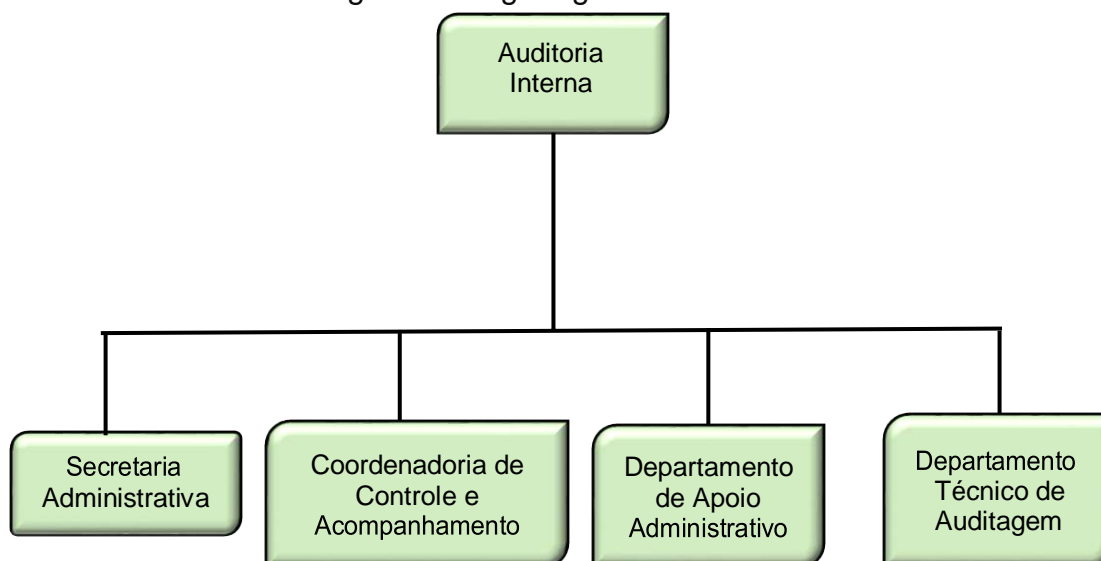 Auditoria
Interna
Secretaria
Administrativa
Coordenadoria de
Controle e
Acompanhamento
Departamento
de Apoio
Administrativo
Departamento
Técnico de
Auditagem